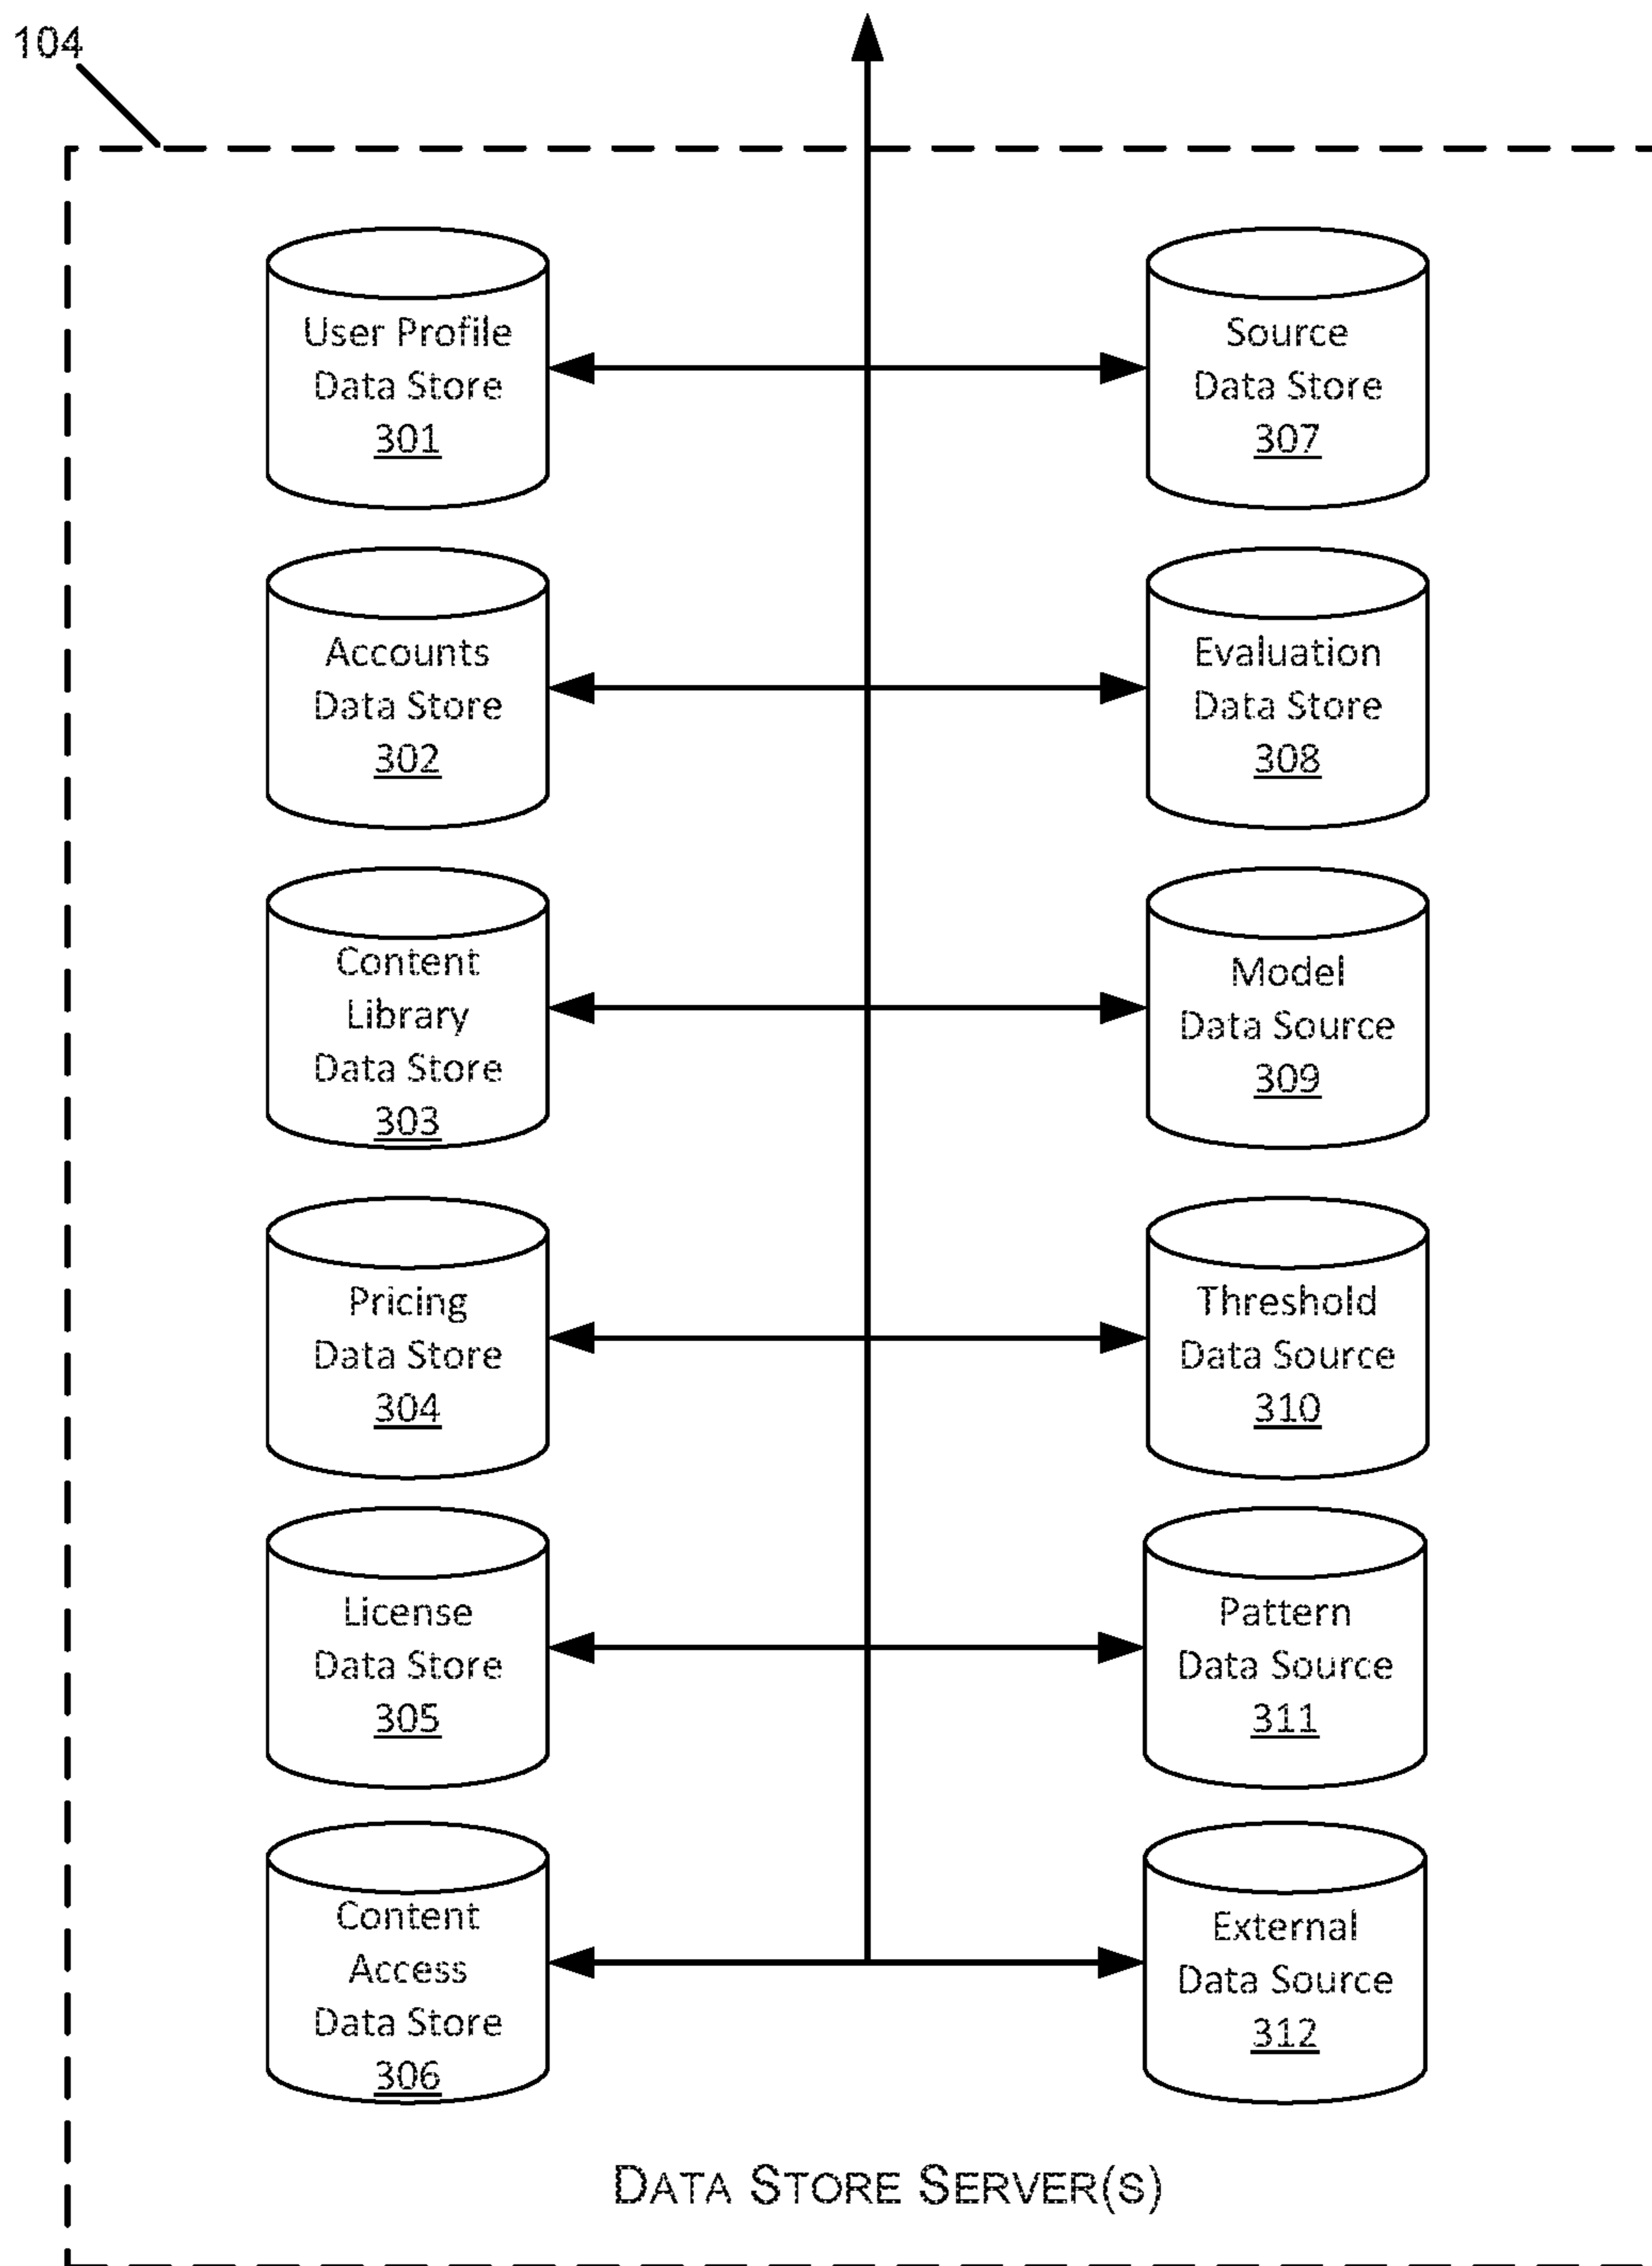 104
User Profile
Data Store
301
Source
Data Store
307
Accounts
Data Store
302
Evaluation
Data Store
308
Content
Library
Data Store
303
Model
Data Source
309
Pricing
Data Store
304
Threshold
Data Source
310
License
Data Store
305
Pattern
Data Source
311
Content
Access
Data Store
306
External
Data Source
312
DATA STORE SERVER(S)